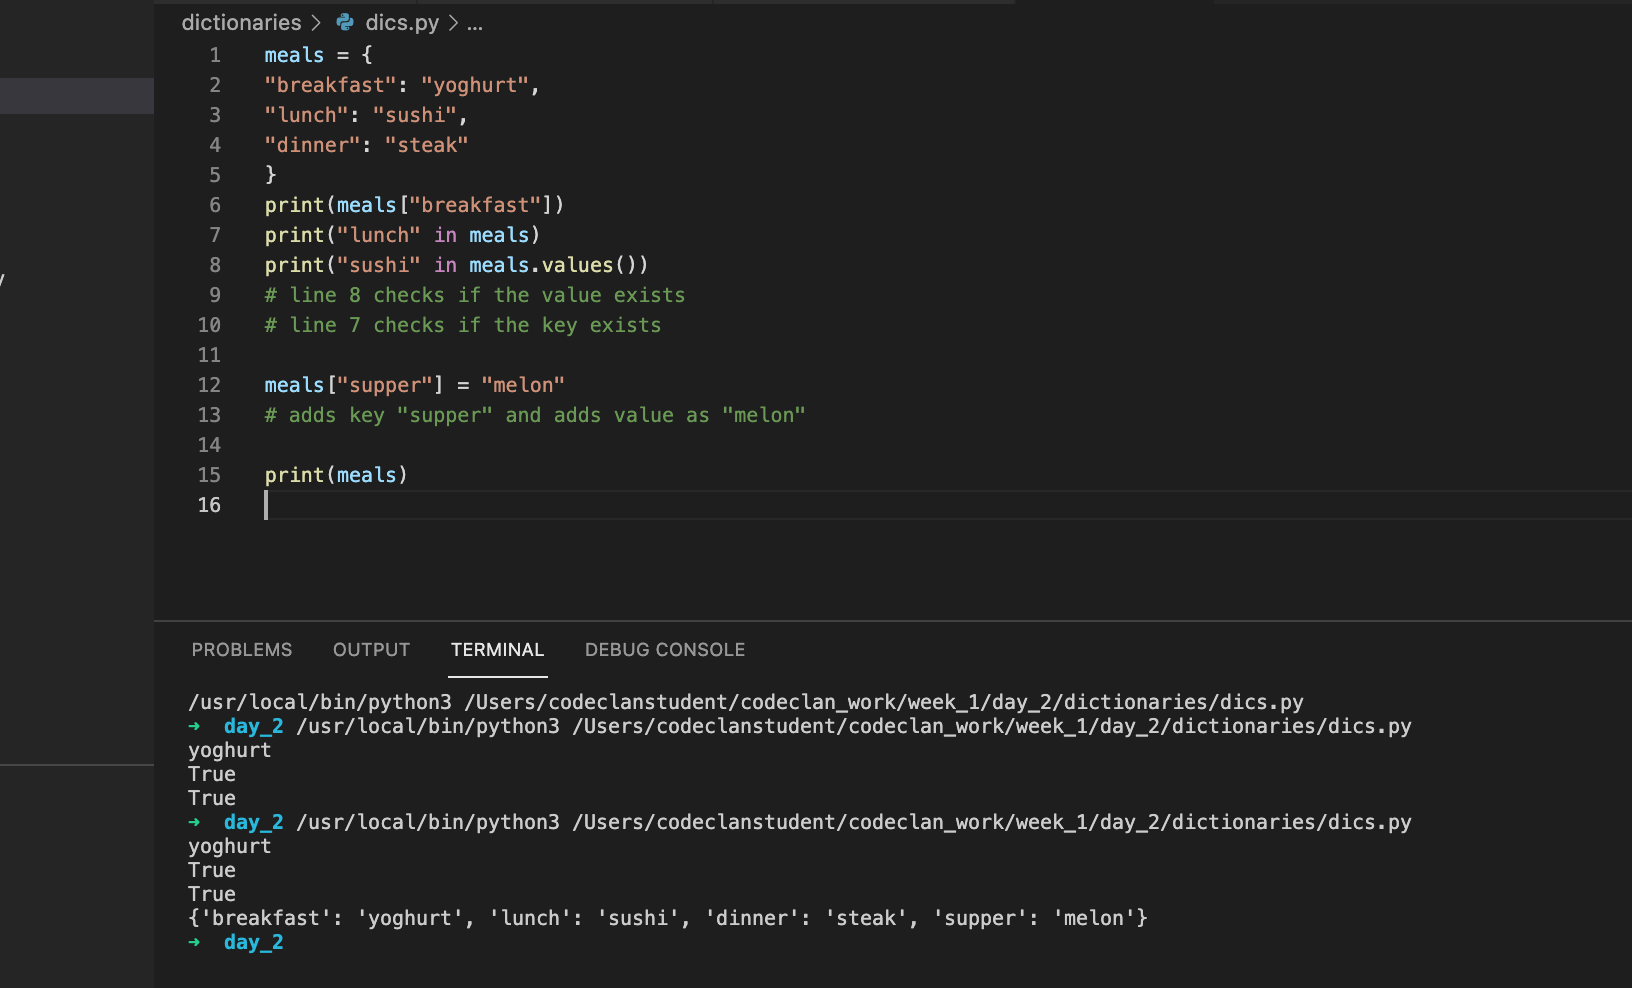 dictionaries > dics.py > ...
1 meals = {
2 "breakfast": "yoghurt",
3 "lunch": "sushi",
4 "dinner": "steak"
5 }
6 print(meals["breakfast"])
7 print("lunch" in meals)
8 print("sushi" in meals.values())
9 # line 8 checks if the value exists
10 # line 7 checks if the key exists
11
12 meals["supper"] = "melon"
13 # adds key "supper" and adds value as "melon"
14
15 print(meals)
16
PROBLEMS OUTPUT TERMINAL DEBUG CONSOLE
/usr/local/bin/python3 /Users/codeclanstudent/codeclan_work/week_1/day_2/dictionaries/dics.py
→ day_2 /usr/local/bin/python3 /Users/codeclanstudent/codeclan_work/week_1/day_2/dictionaries/dics.py
yoghurt
True
True
→ day_2 /usr/local/bin/python3 /Users/codeclanstudent/codeclan_work/week_1/day_2/dictionaries/dics.py
yoghurt
True
True
{'breakfast': 'yoghurt', 'lunch': 'sushi', 'dinner': 'steak', 'supper': 'melon'}
→ day_2